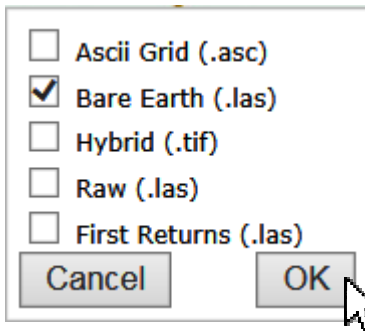 Ascii Grid (.asc)
Bare Earth (.las)
Hybrid (.tif)
Raw (.las)
First Returns (.las)
Cancel OK